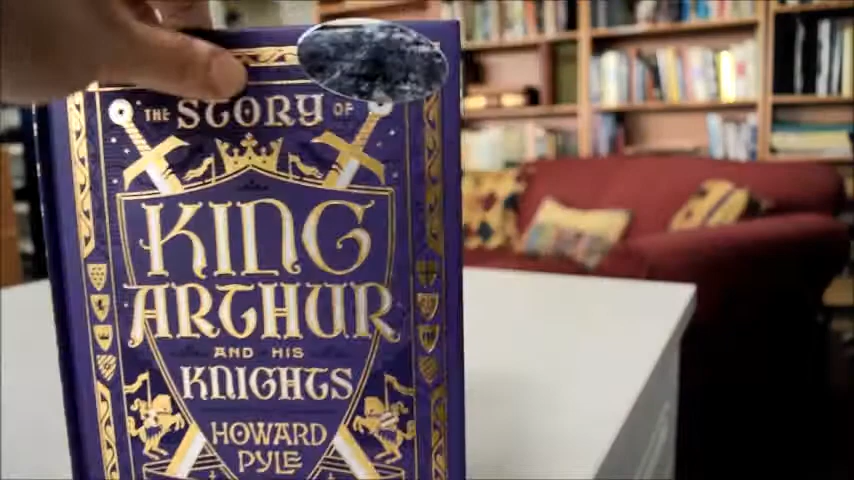 THE STORY OF
KING
ARTHUR
AND HIS
KNIGHTS
HOWARD
PYLE